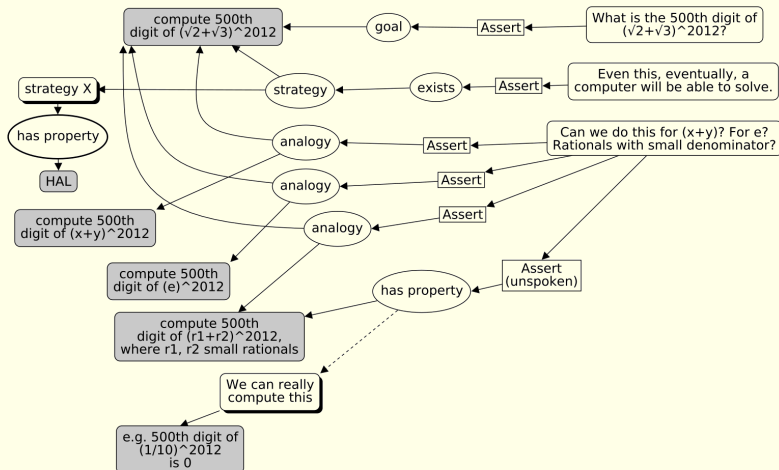 compute 500th
digit of (√2+√3)^2012
goal
Assert
What is the 500th digit of
(√2+√3)^2012?
strategy X
strategy
exists
Assert
Even this, eventually, a
computer will be able to solve.
has property
HAL
analogy
Assert
Can we do this for (x+y)? For e?
Rationals with small denominator?
analogy
Assert
compute 500th
digit of (x+y)^2012
analogy
Assert
compute 500th
digit of (e)^2012
has property
Assert
(unspoken)
compute 500th
digit of (r1+r2)^2012,
where r1, r2 small rationals
We can really
compute this
e.g. 500th digit of
(1/10)^2012
is 0